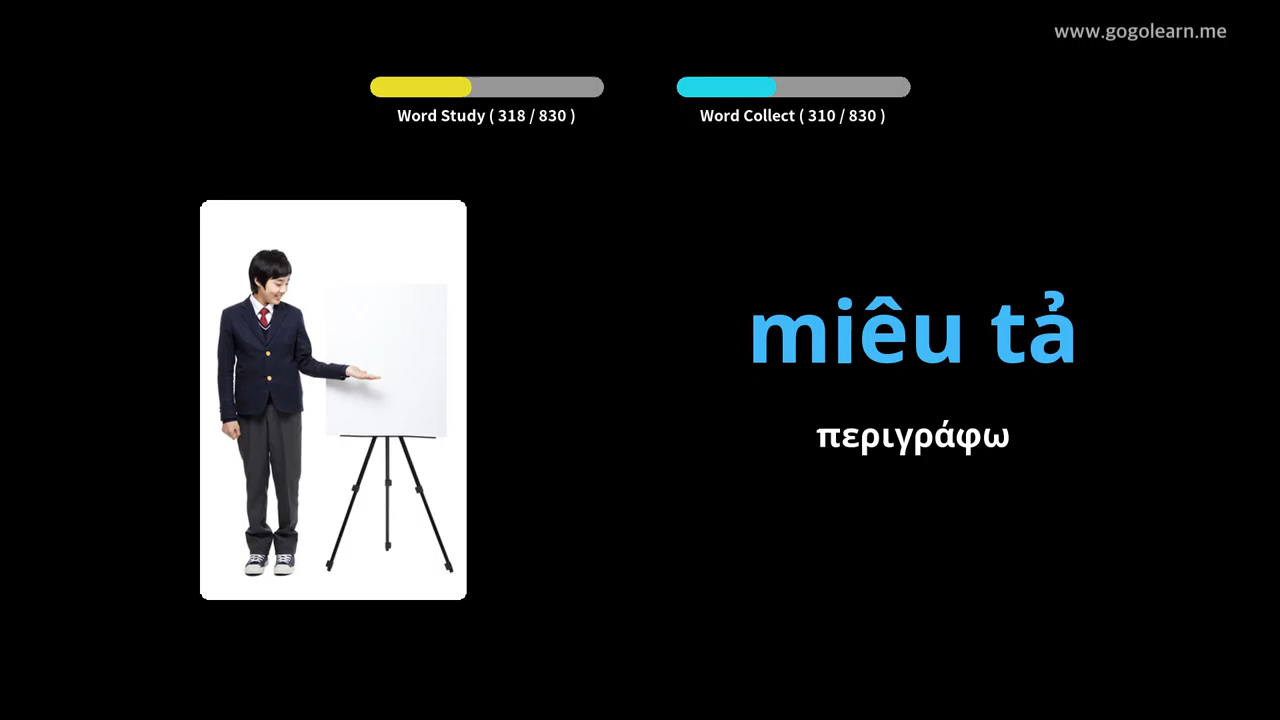 www.gogolearn.me
Word Study ( 318 / 830 )
Word Collect ( 310 / 830 )
miêu tả
περιγράφω